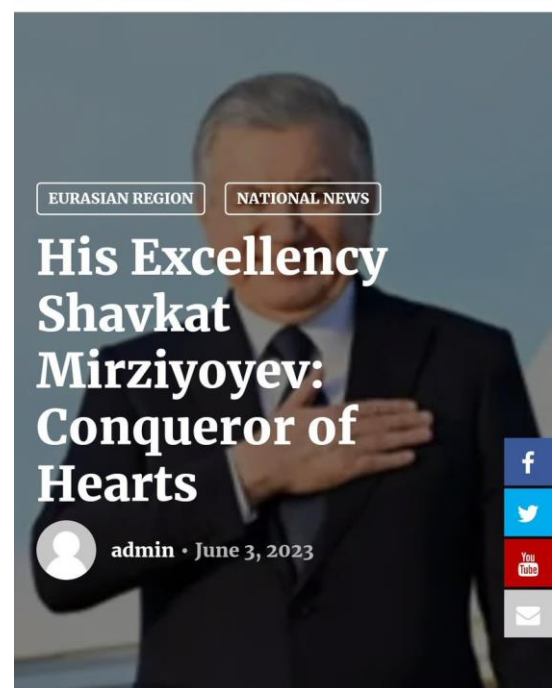 EURASIAN REGION NATIONAL NEWS
His Excellency
Shavkat
Mirziyoyev:
Conqueror of
Hearts
admin • June 3, 2023
f
You
Tube